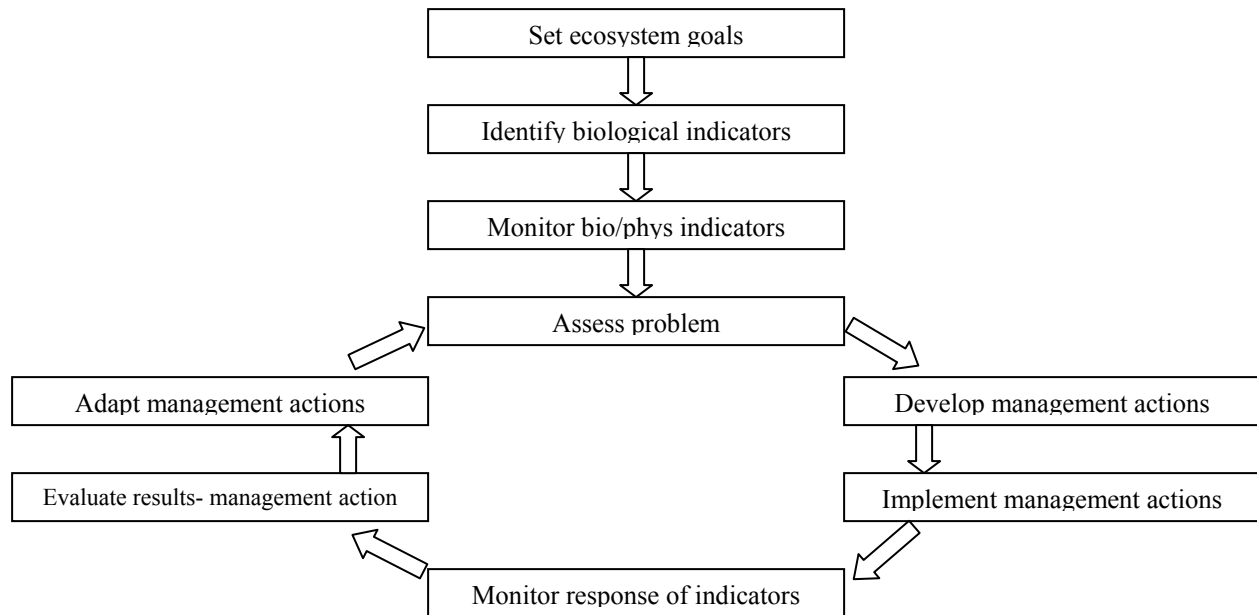 Set ecosystem goals
Identify biological indicators
Monitor bio/phys indicators
Assess problem
Adapt management actions
Develop management actions
Evaluate results- management action
Implement management actions
Monitor response of indicators